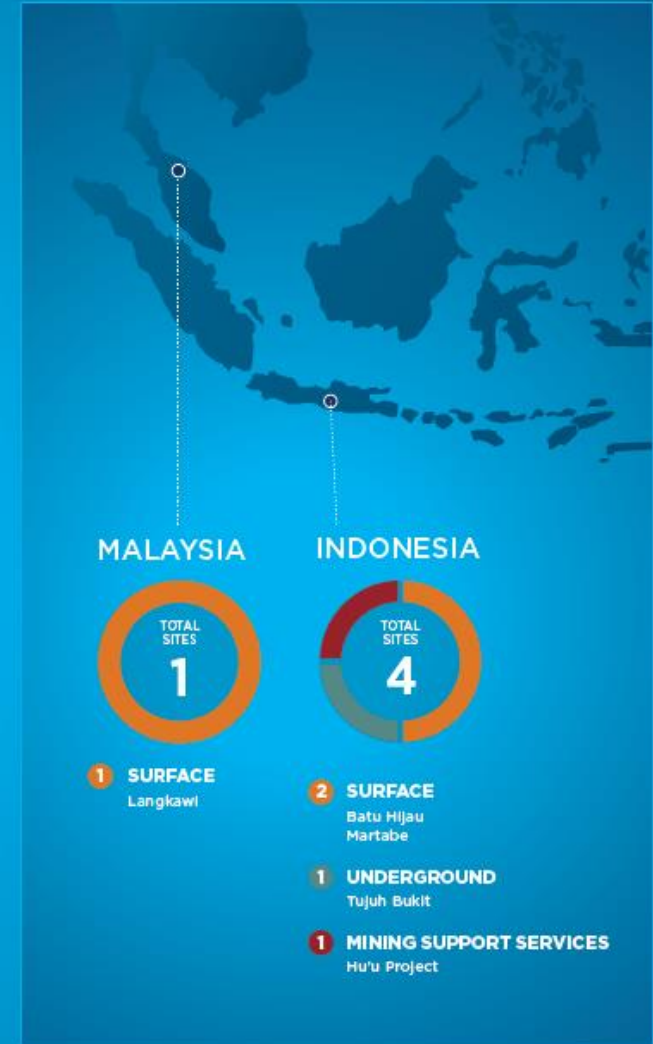 MALAYSIA
TOTAL
SITES
1
1 SURFACE
Langkawi
INDONESIA
TOTAL
SITES
4
2 SURFACE
Batu Hijau
Martabe
1 UNDERGROUND
Tujuh Bukit
1 MINING SUPPORT SERVICES
Hu'u Project